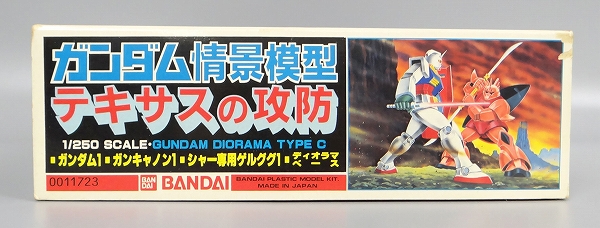 ガンダム情景模型
テキサスの攻防
1/250 SCALE・GUNDAM DIORAMA TYPE C
■ガンダム1■ガンキャノン1■シャー専用ゲルググ1■ディオラマベース
0011723 BAN DAI BANDAI BANDAI PLASTIC MODEL KIT. MADE IN JAPAN